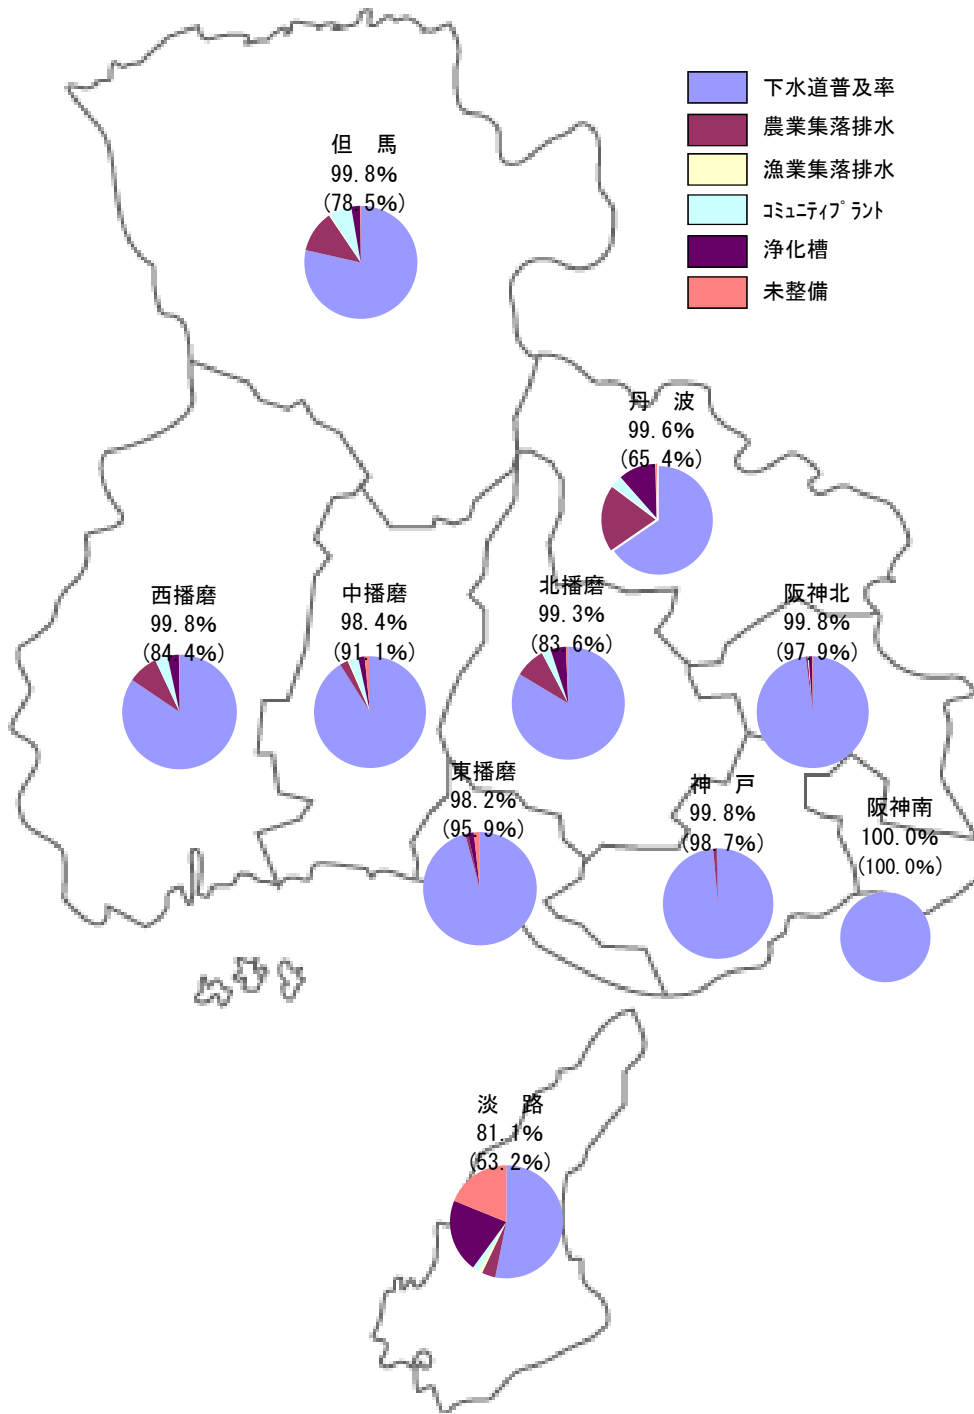 下水道普及率
農業集落排水
漁業集落排水
ｺﾐｭﾆﾃｨﾌﾟﾗﾝﾄ
浄化槽
未整備
但　馬
99.8%
(78.5%)
丹　波
99.6%
(65.4%)
西播磨
99.8%
(84.4%)
中播磨
98.4%
(91.1%)
北播磨
99.3%
(83.6%)
阪神北
99.8%
(97.9%)
東播磨
98.2%
(95.9%)
神　戸
99.8%
(98.7%)
阪神南
100.0%
(100.0%)
淡　路
81.1%
(53.2%)